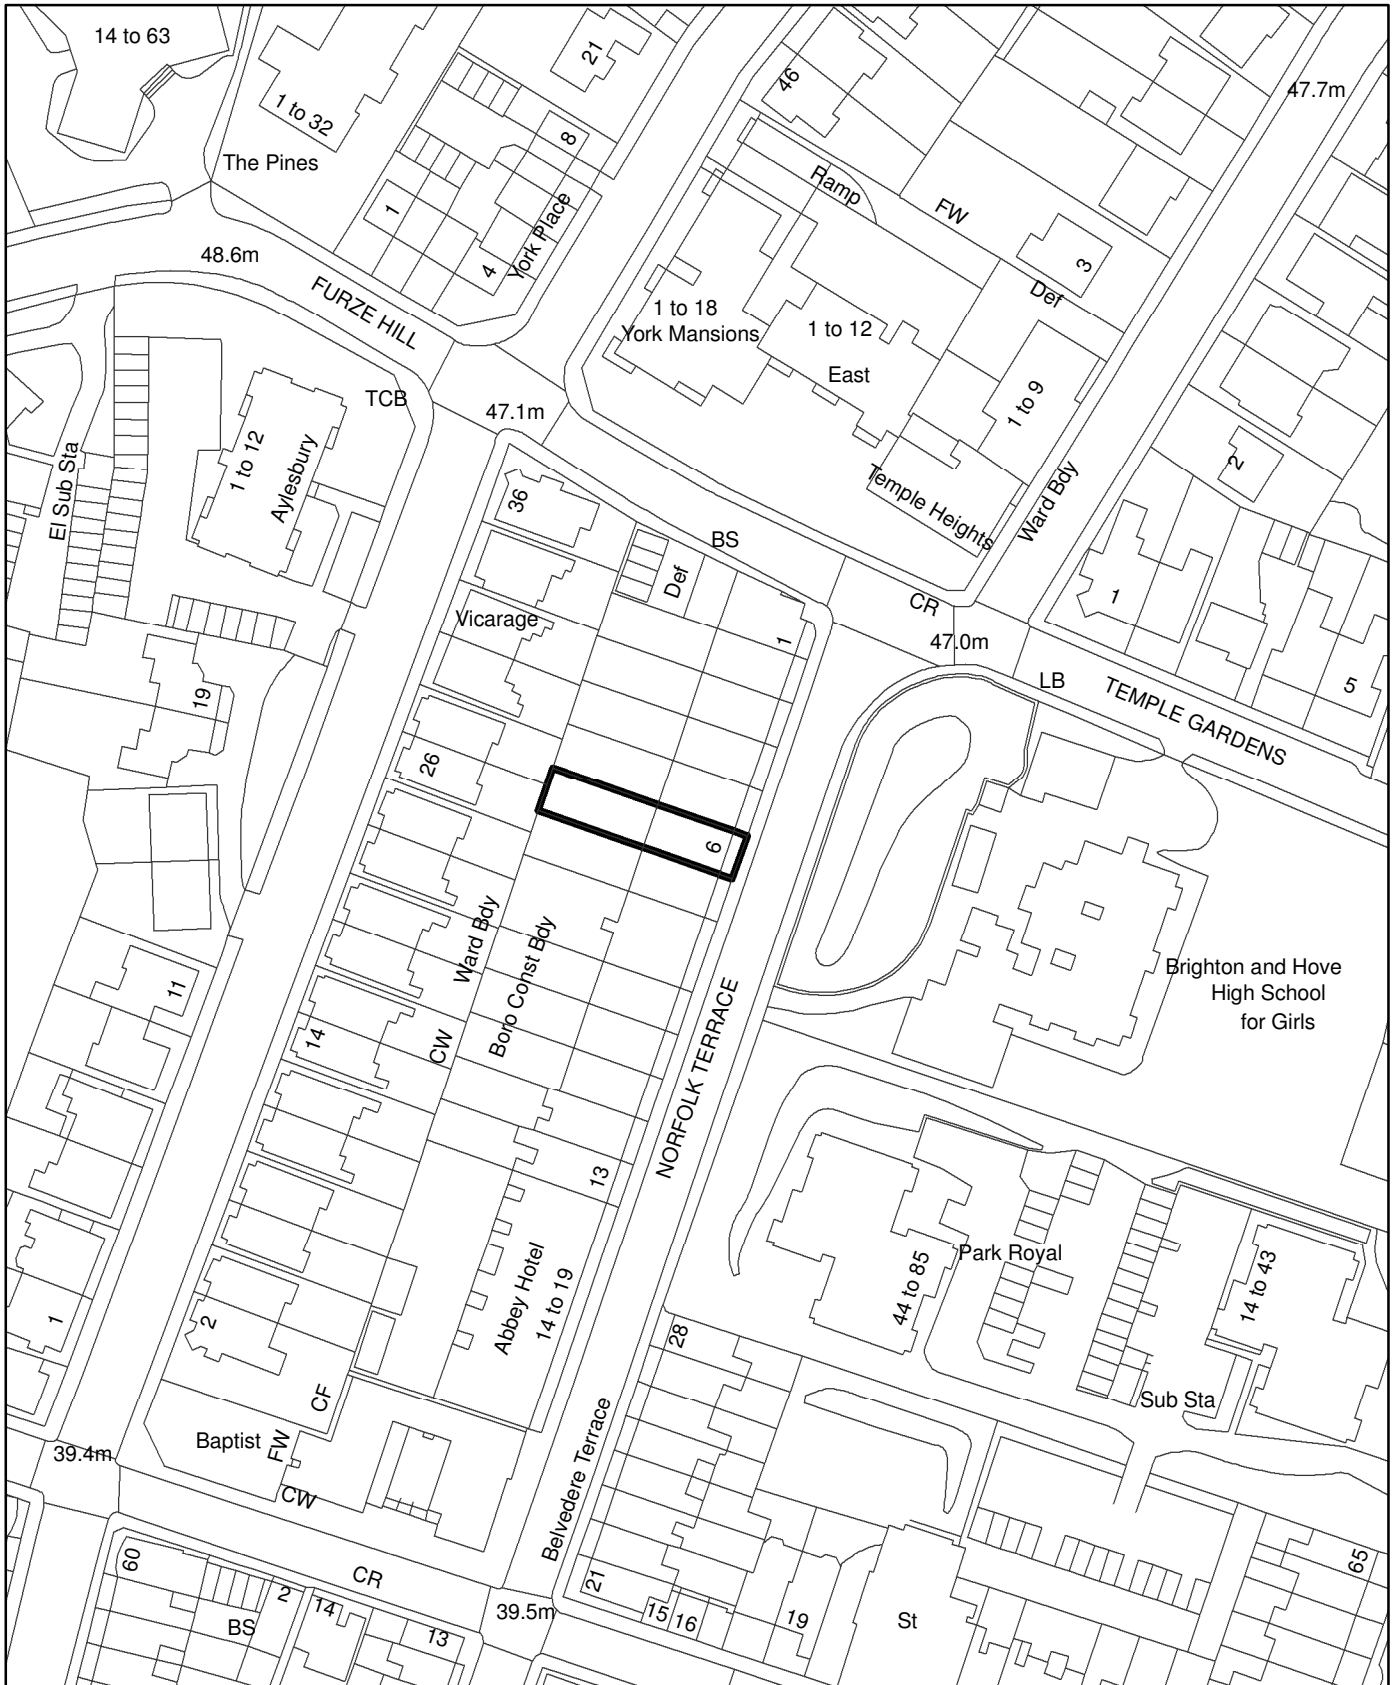 14 to 63
21
46
47.7m
1 to 32
8
The Pines
Ramp
1
York Place
FW
48.6m
4
3
FURZE HILL
Def
1 to 18
York Mansions
1 to 12
East
TCB
47.1m
1 to 9
1 to 12
Aylesbury
El Sub Sta
36
2
Temple Heights
Ward Bdy
BS
Def
1
CR
Vicarage
1
47.0m
19
LB
TEMPLE GARDENS
5
26
6
Ward Bdy
Boro Const Bdy
Brighton and Hove
High School
for Girls
11
14
CW
NORFOLK TERRACE
13
Park Royal
44 to 85
14 to 43
Abbey Hotel
14 to 19
1
2
28
CF
Sub Sta
Baptist
FW
39.4m
CW
Belvedere Terrace
60
CR
2
14
BS
13
21
39.5m
15
16
19
St
65